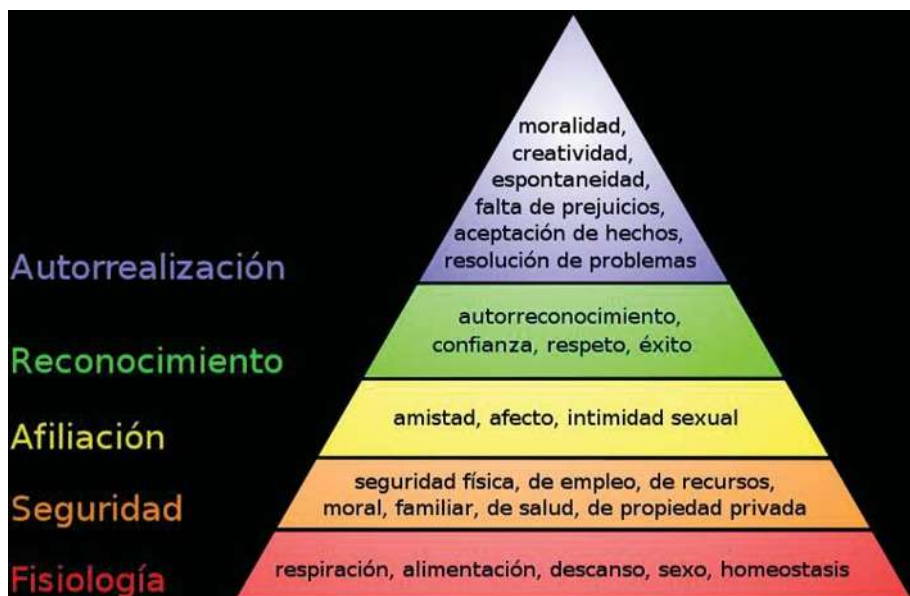 moralidad,
creatividad,
espontaneidad,
falta de prejuicios,
aceptación de hechos,
resolución de problemas
Autorrealización
autorreconocimiento,
confianza, respeto, éxito
Reconocimiento
amistad, afecto, intimidad sexual
Afiliación
seguridad física, de empleo, de recursos,
moral, familiar, de salud, de propiedad privada
Seguridad
respiración, alimentación, descanso, sexo, homeostasis
Fisiología